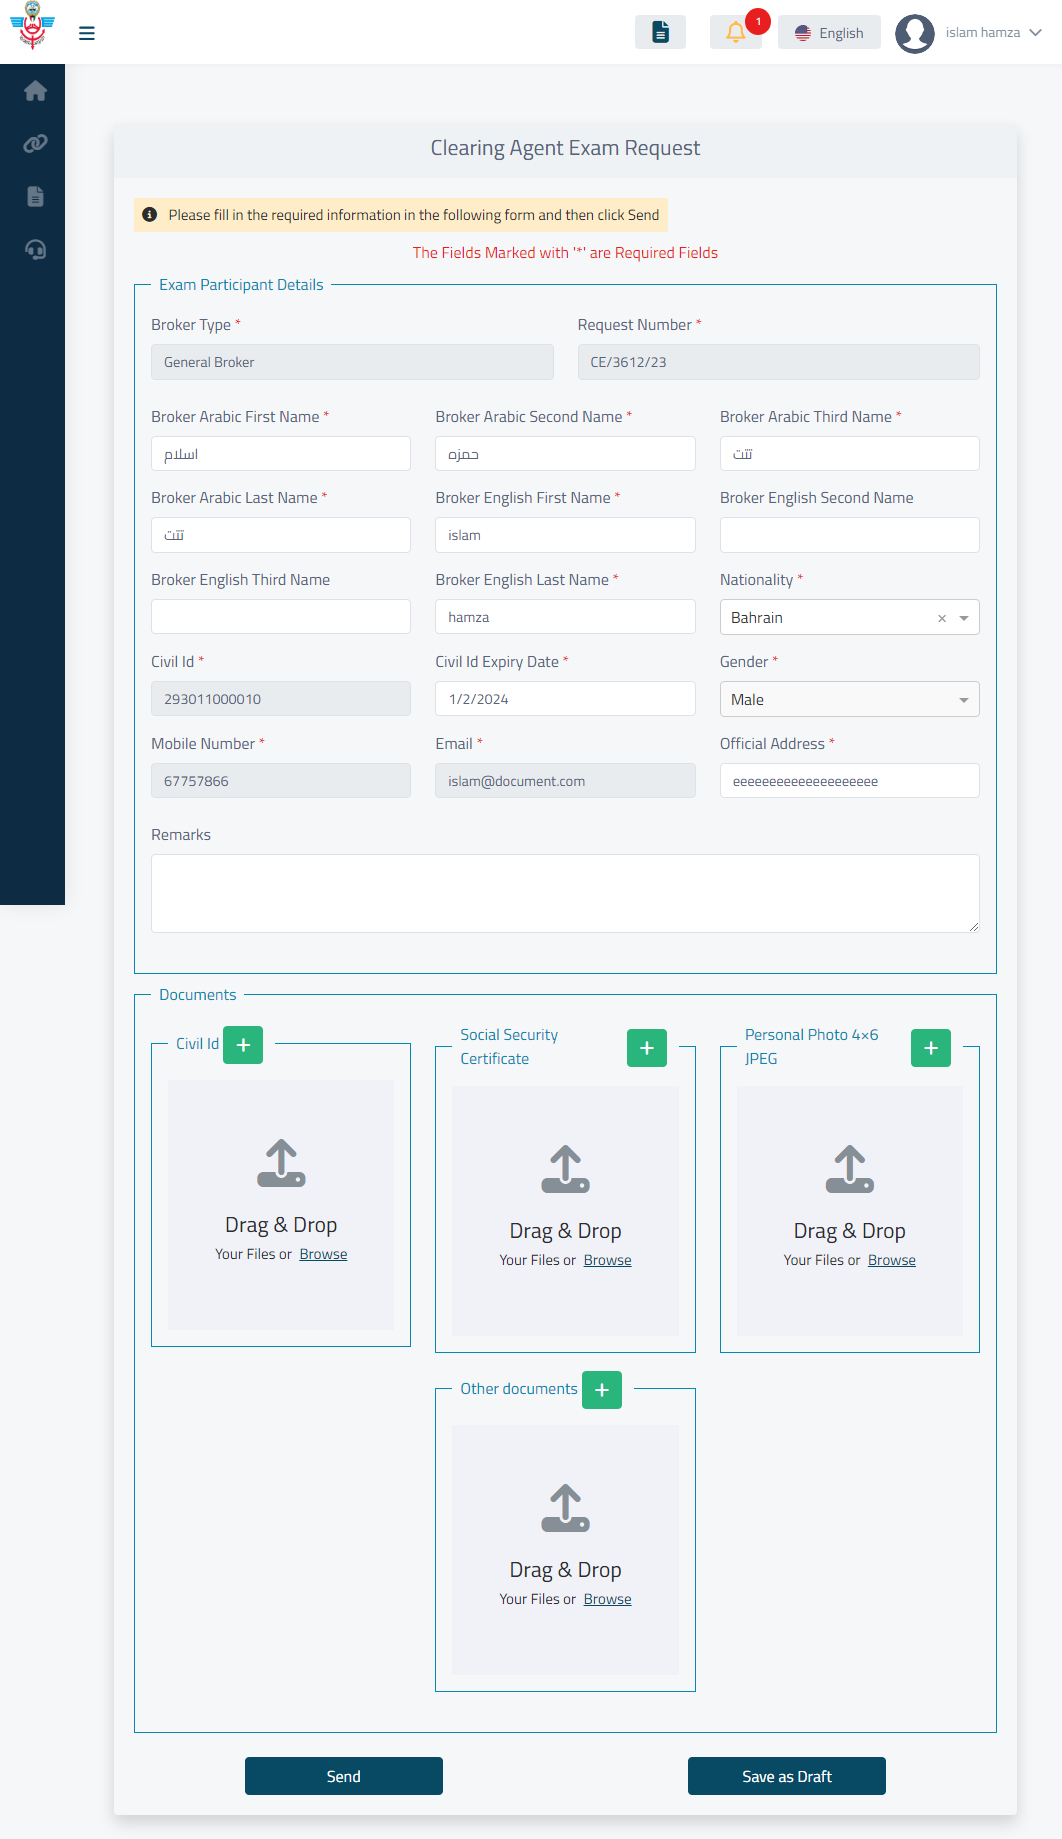 1
English
islam hamza
Clearing Agent Exam Request
Please fill in the required information in the following form and then click Send
The Fields Marked with '*' are Required Fields
Exam Participant Details
Broker Type *
Request Number *
General Broker
CE/3612/23
Broker Arabic First Name *
Broker Arabic Second Name *
Broker Arabic Third Name *
اسلام
حمزه
تتت
Broker Arabic Last Name *
Broker English First Name *
Broker English Second Name
تتت
islam
Broker English Third Name
Broker English Last Name *
Nationality *
hamza
Bahrain ×
Civil Id *
Civil Id Expiry Date *
Gender *
293011000010
1/2/2024
Male
Mobile Number *
Email *
Official Address *
67757866
islam@document.com
eeeeeeeeeeeeeeeeeeee
Remarks
Documents
Civil Id +
Social Security
Certificate
+
Personal Photo 4×6
JPEG
+
Drag & Drop
Your Files or Browse
Drag & Drop
Your Files or Browse
Drag & Drop
Your Files or Browse
Other documents +
Drag & Drop
Your Files or Browse
Send
Save as Draft